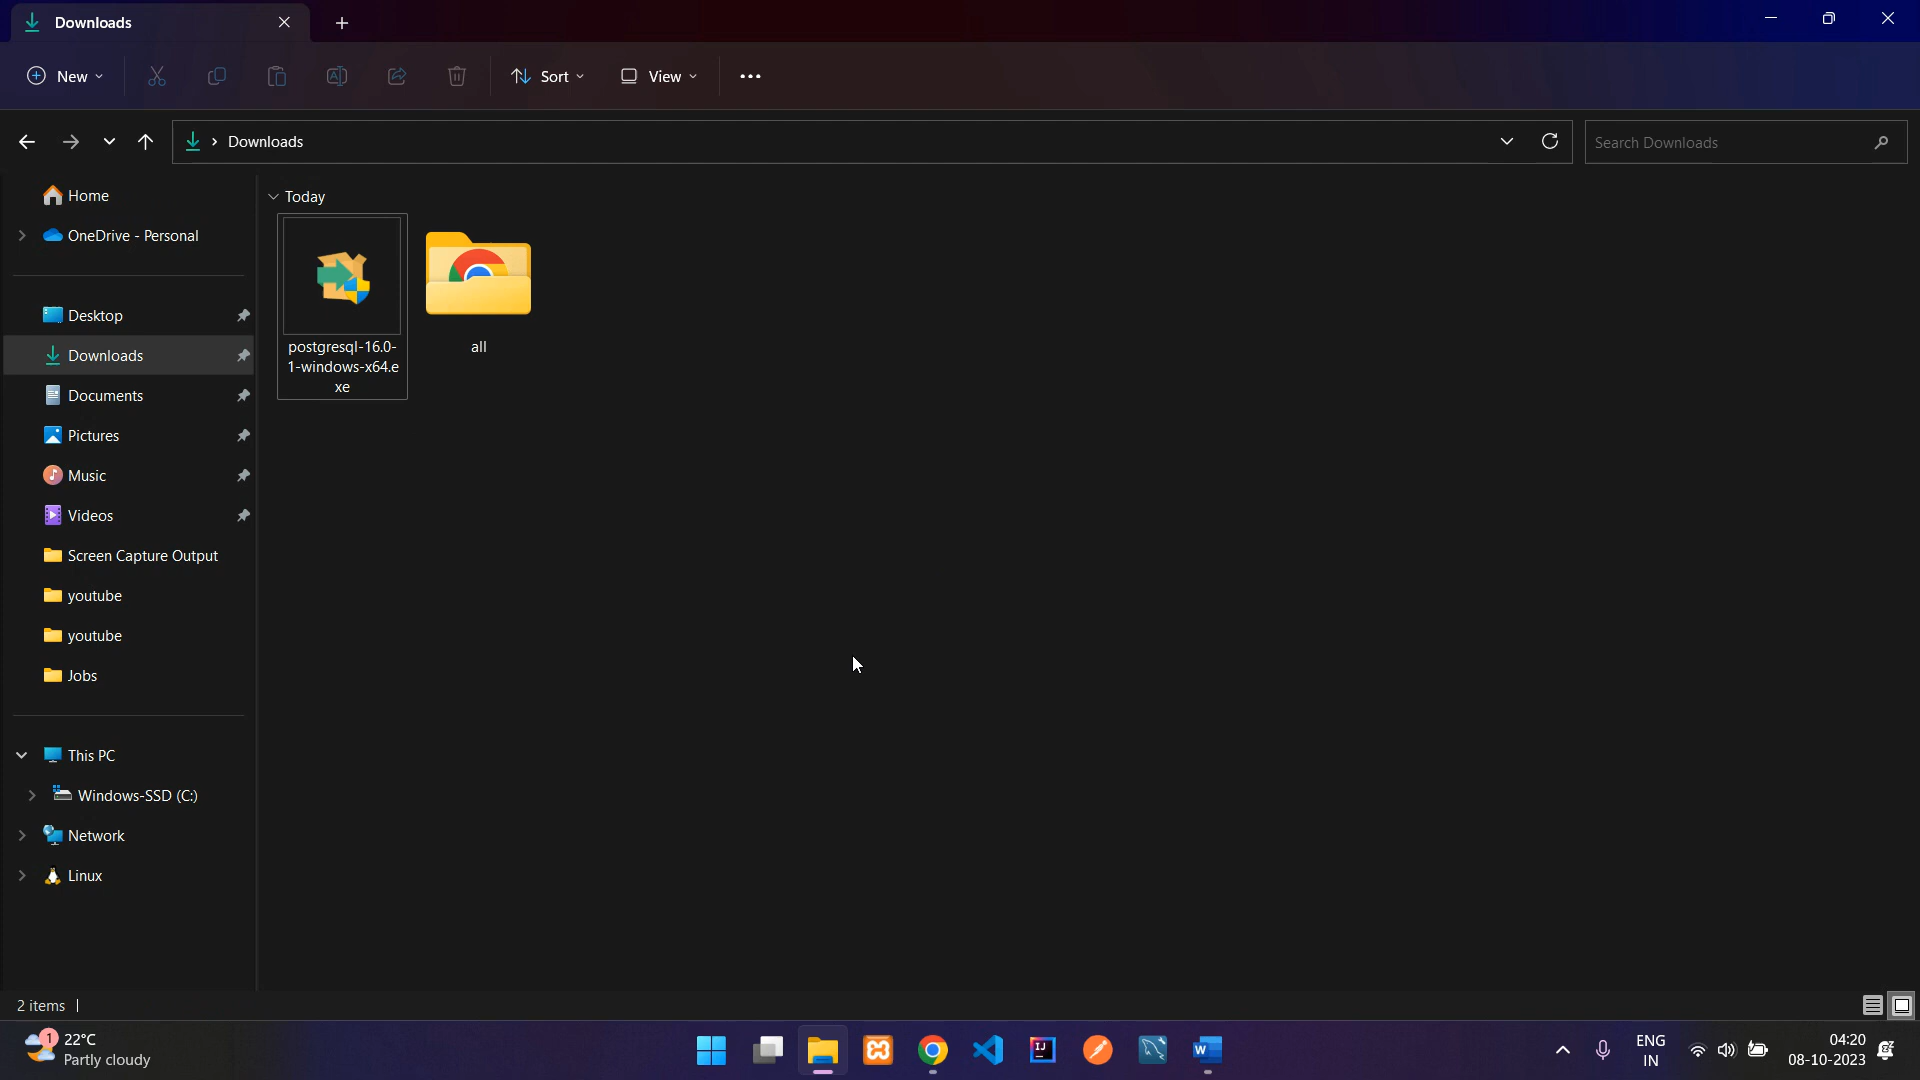 Downloads
New
Sort
View
Downloads
Search Downloads
Home
OneDrive - Personal
Desktop
Downloads
Documents
Pictures
Music
Videos
Screen Capture Output
youtube
youtube
Jobs
This PC
Windows-SSD (C:)
Network
Linux
Today
postgresql-16.0-
1-windows-x64.e
xe
all
2 items
1
22°C
Partly cloudy
IJ
W
ENG
IN
04:20
08-10-2023